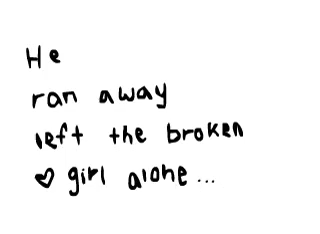 He
ran away
left the broken
♡ girl alone...